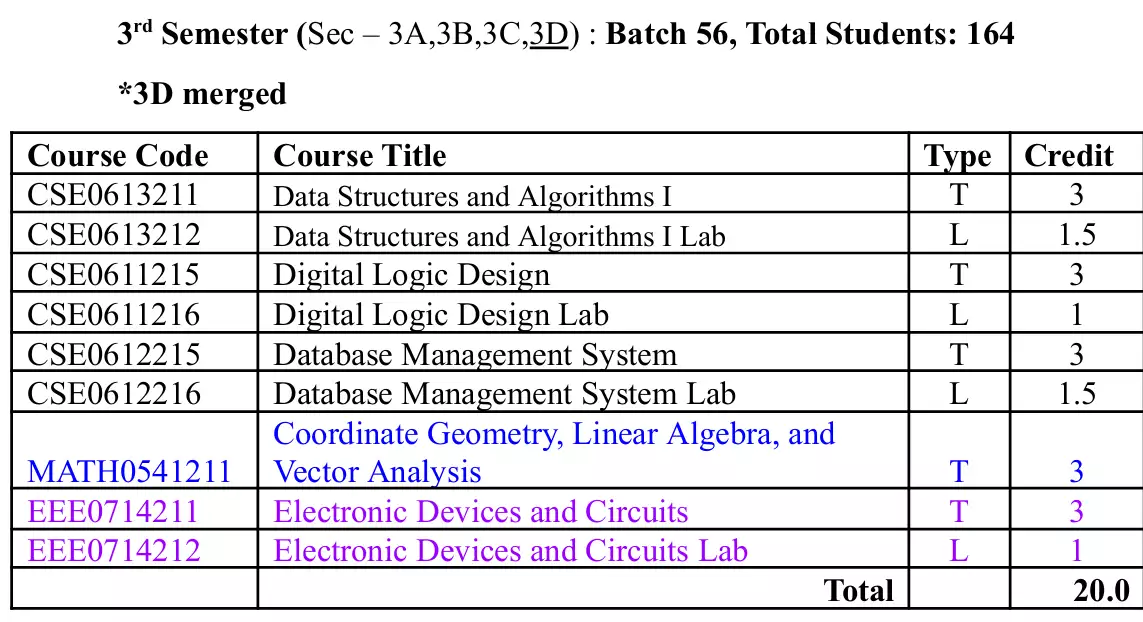 3rd Semester (Sec – 3A,3B,3C,3D) : Batch 56, Total Students: 164
*3D merged
Course Code Course Title Type Credit
CSE0613211 Data Structures and Algorithms I T 3
CSE0613212 Data Structures and Algorithms I Lab L 1.5
CSE0611215 Digital Logic Design T 3
CSE0611216 Digital Logic Design Lab L 1
CSE0612215 Database Management System T 3
CSE0612216 Database Management System Lab L 1.5
Coordinate Geometry, Linear Algebra, and
MATH0541211 Vector Analysis T 3
EEE0714211 Electronic Devices and Circuits T 3
EEE0714212 Electronic Devices and Circuits Lab L 1
Total 20.0